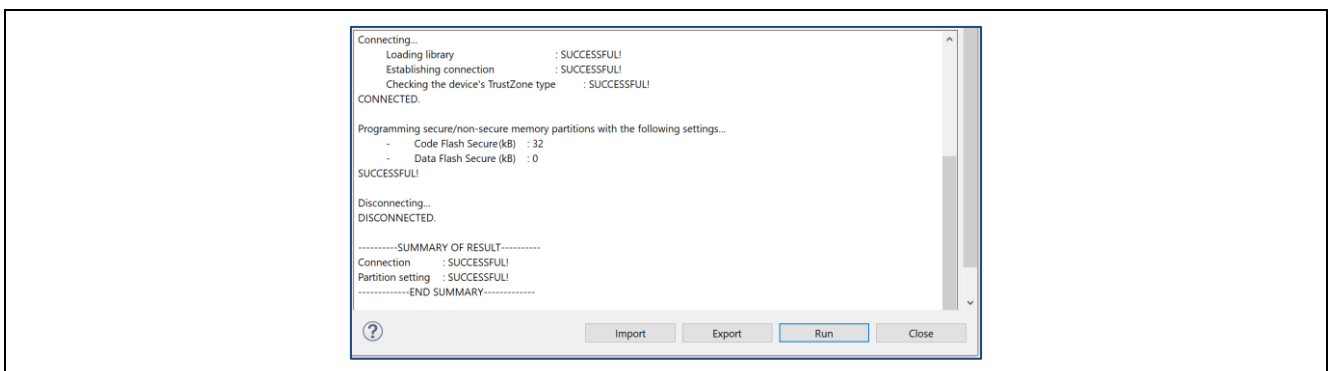 Connecting...
Loading library : SUCCESSFUL!
Establishing connection : SUCCESSFUL!
Checking the device's TrustZone type : SUCCESSFUL!
CONNECTED.
Programming secure/non-secure memory partitions with the following settings...
- Code Flash Secure(kB) : 32
- Data Flash Secure (kB) : 0
SUCCESSFUL!
Disconnecting...
DISCONNECTED.
----------SUMMARY OF RESULT----------
Connection : SUCCESSFUL!
Partition setting : SUCCESSFUL!
-------------END SUMMARY-------------
? Import Export Run Close